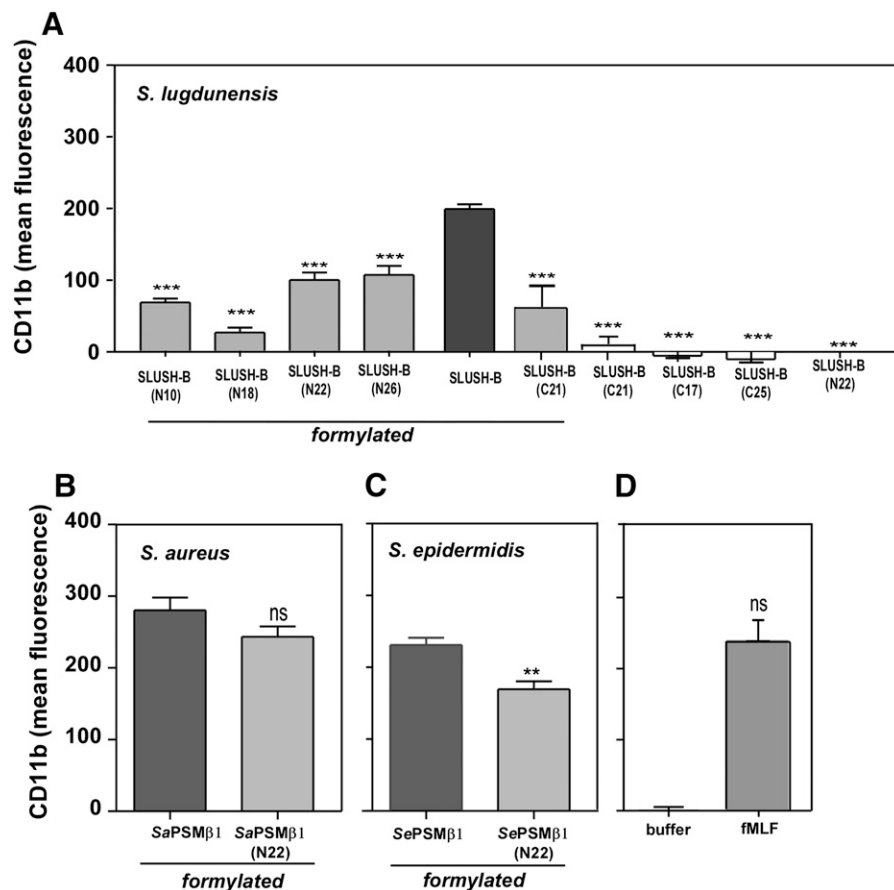 A
CD11b (mean fluorescence)
400
300
200
100
0
S. lugdunensis
***
***
***
***
***
***
***
***
***
SLUSH-B
(N10)
SLUSH-B
(N18)
SLUSH-B
(N22)
SLUSH-B
(N26)
SLUSH-B
SLUSH-B
(C21)
SLUSH-B
(C21)
SLUSH-B
(C17)
SLUSH-B
(C25)
SLUSH-B
(N22)
formylated
B
CD11b (mean fluorescence)
400
300
200
100
0
S. aureus
ns
SaPSMβ1
SaPSMβ1
(N22)
formylated
C
S. epidermidis
**
SePSMβ1
SePSMβ1
(N22)
formylated
D
ns
buffer
fMLF